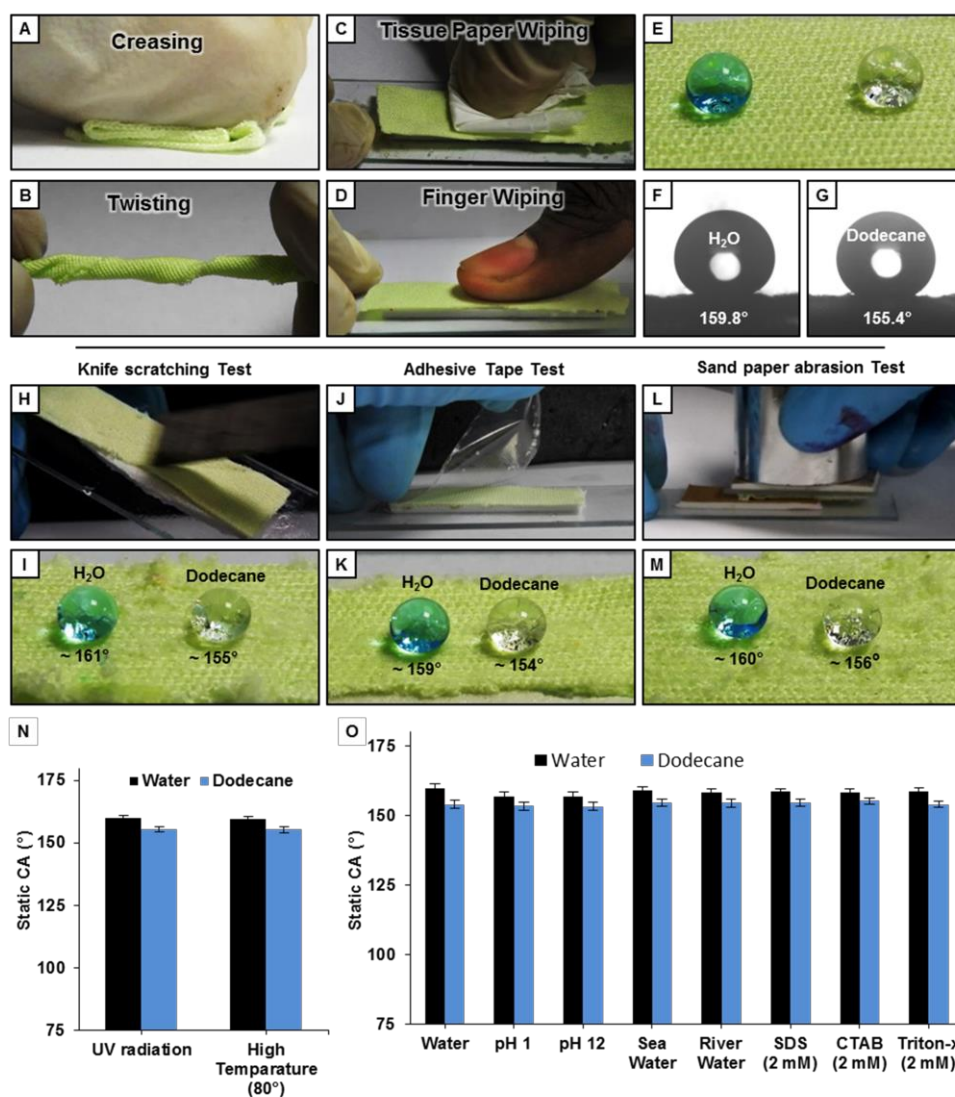 A
Creasing
C
Tissue Paper Wiping
E
B
Twisting
D
Finger Wiping
F
H₂O
159.8°
G
Dodecane
155.4°
Knife scratching Test
Adhesive Tape Test
Sand paper abrasion Test
H
J
L
I
H₂O
Dodecane
~ 161°
~ 155°
K
H₂O
Dodecane
~ 159°
~ 154°
M
H₂O
Dodecane
~ 160°
~ 156°
N
175
150
125
100
75
Static CA (°)
Water
Dodecane
UV radiation
High
Temparature
(80°)
O
175
150
125
100
75
Static CA (°)
Water
Dodecane
Water
pH 1
pH 12
Sea
Water
River
Water
SDS
(2 mM)
CTAB
(2 mM)
Triton-x
(2 mM)